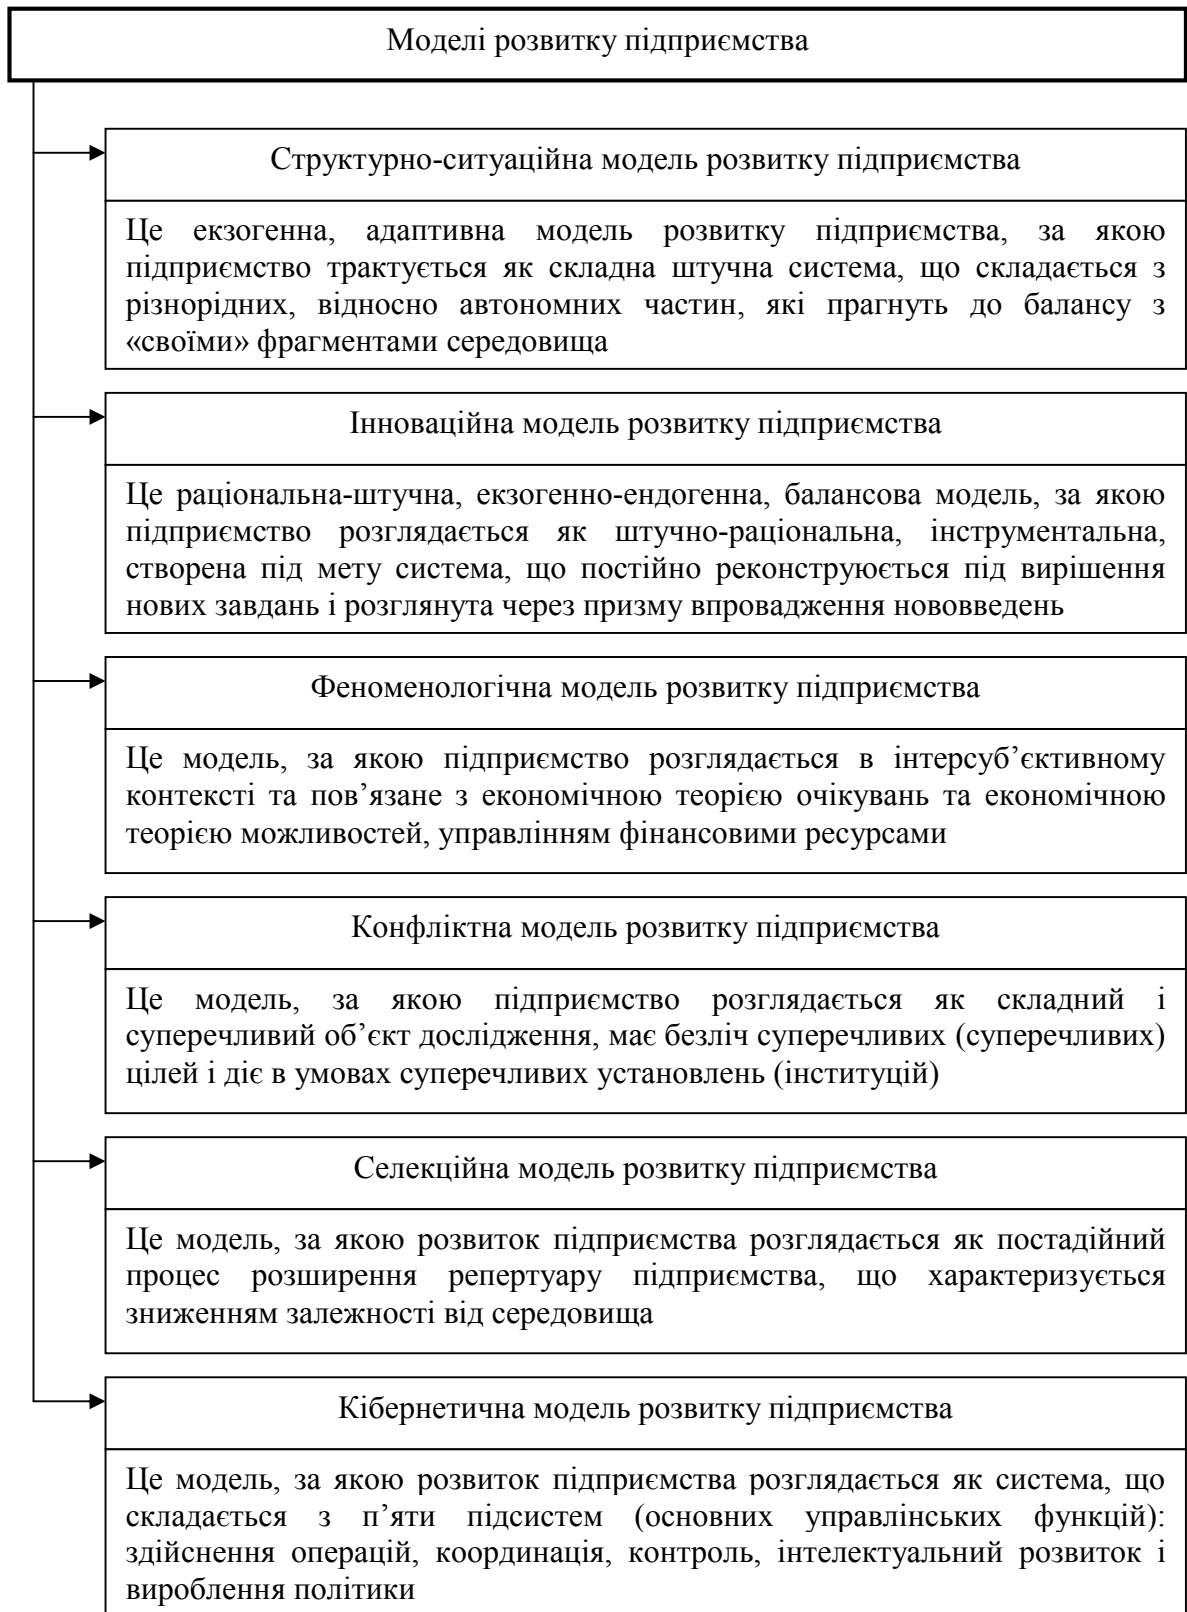 Моделі розвитку підприємства
Структурно-ситуаційна модель розвитку підприємства
Це екзогенна, адаптивна модель розвитку підприємства, за якою
підприємство трактується як складна штучна система, що складається з
різнорідних, відносно автономних частин, які прагнуть до балансу з
«своїми» фрагментами середовища
Інноваційна модель розвитку підприємства
Це раціональна-штучна, екзогенно-ендогенна, балансова модель, за якою
підприємство розглядається як штучно-раціональна, інструментальна,
створена під мету система, що постійно реконструюється під вирішення
нових завдань і розглянута через призму впровадження нововведень
Феноменологічна модель розвитку підприємства
Це модель, за якою підприємство розглядається в інтерсуб’єктивному
контексті та пов’язане з економічною теорією очікувань та економічною
теорією можливостей, управлінням фінансовими ресурсами
Конфліктна модель розвитку підприємства
Це модель, за якою підприємство розглядається як складний і
суперечливий об’єкт дослідження, має безліч суперечливих (суперечливих)
цілей і діє в умовах суперечливих установлень (інституцій)
Селекційна модель розвитку підприємства
Це модель, за якою розвиток підприємства розглядається як постадійний
процес розширення репертуару підприємства, що характеризується
зниженням залежності від середовища
Кібернетична модель розвитку підприємства
Це модель, за якою розвиток підприємства розглядається як система, що
складається з п’яти підсистем (основних управлінських функцій):
здійснення операцій, координація, контроль, інтелектуальний розвиток і
вироблення політики